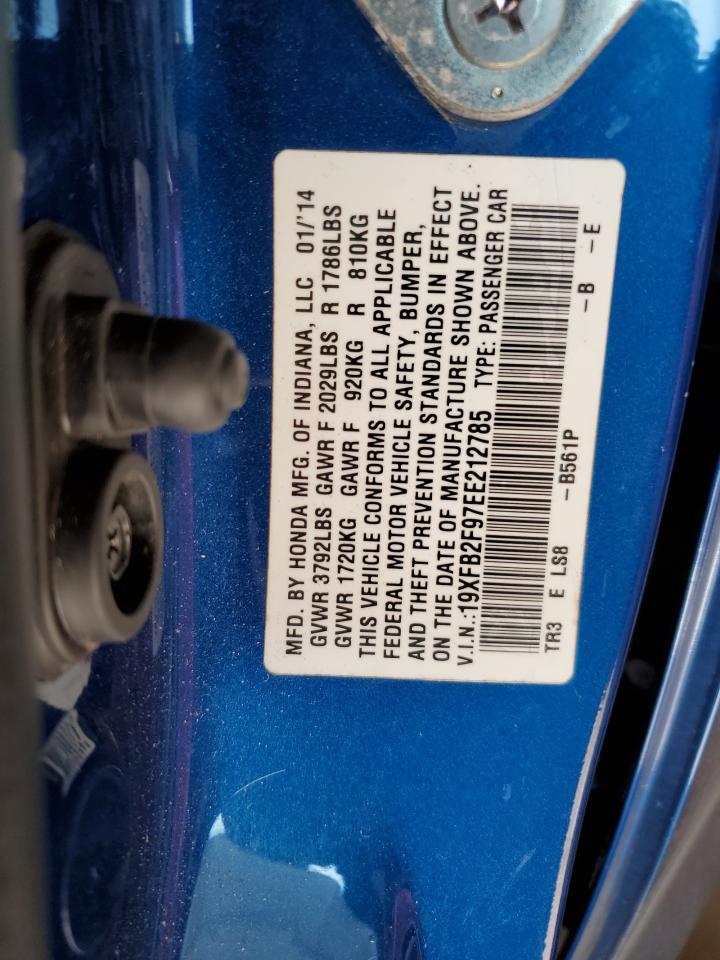 MFD. BY HONDA MFG. OF INDIANA, LLC 01/'14
GVWR 3792LBS GAWR F 2029LBS R 1786LBS
GVWR 1720KG GAWR F 920KG R 810KG
THIS VEHICLE CONFORMS TO ALL APPLICABLE
FEDERAL MOTOR VEHICLE SAFETY, BUMPER,
AND THEFT PREVENTION STANDARDS IN EFFECT
ON THE DATE OF MANUFACTURE SHOWN ABOVE.
V.I.N.:19XFB2F97EE212785 TYPE: PASSENGER CAR
TR3 E LS8 -B561P -B -E